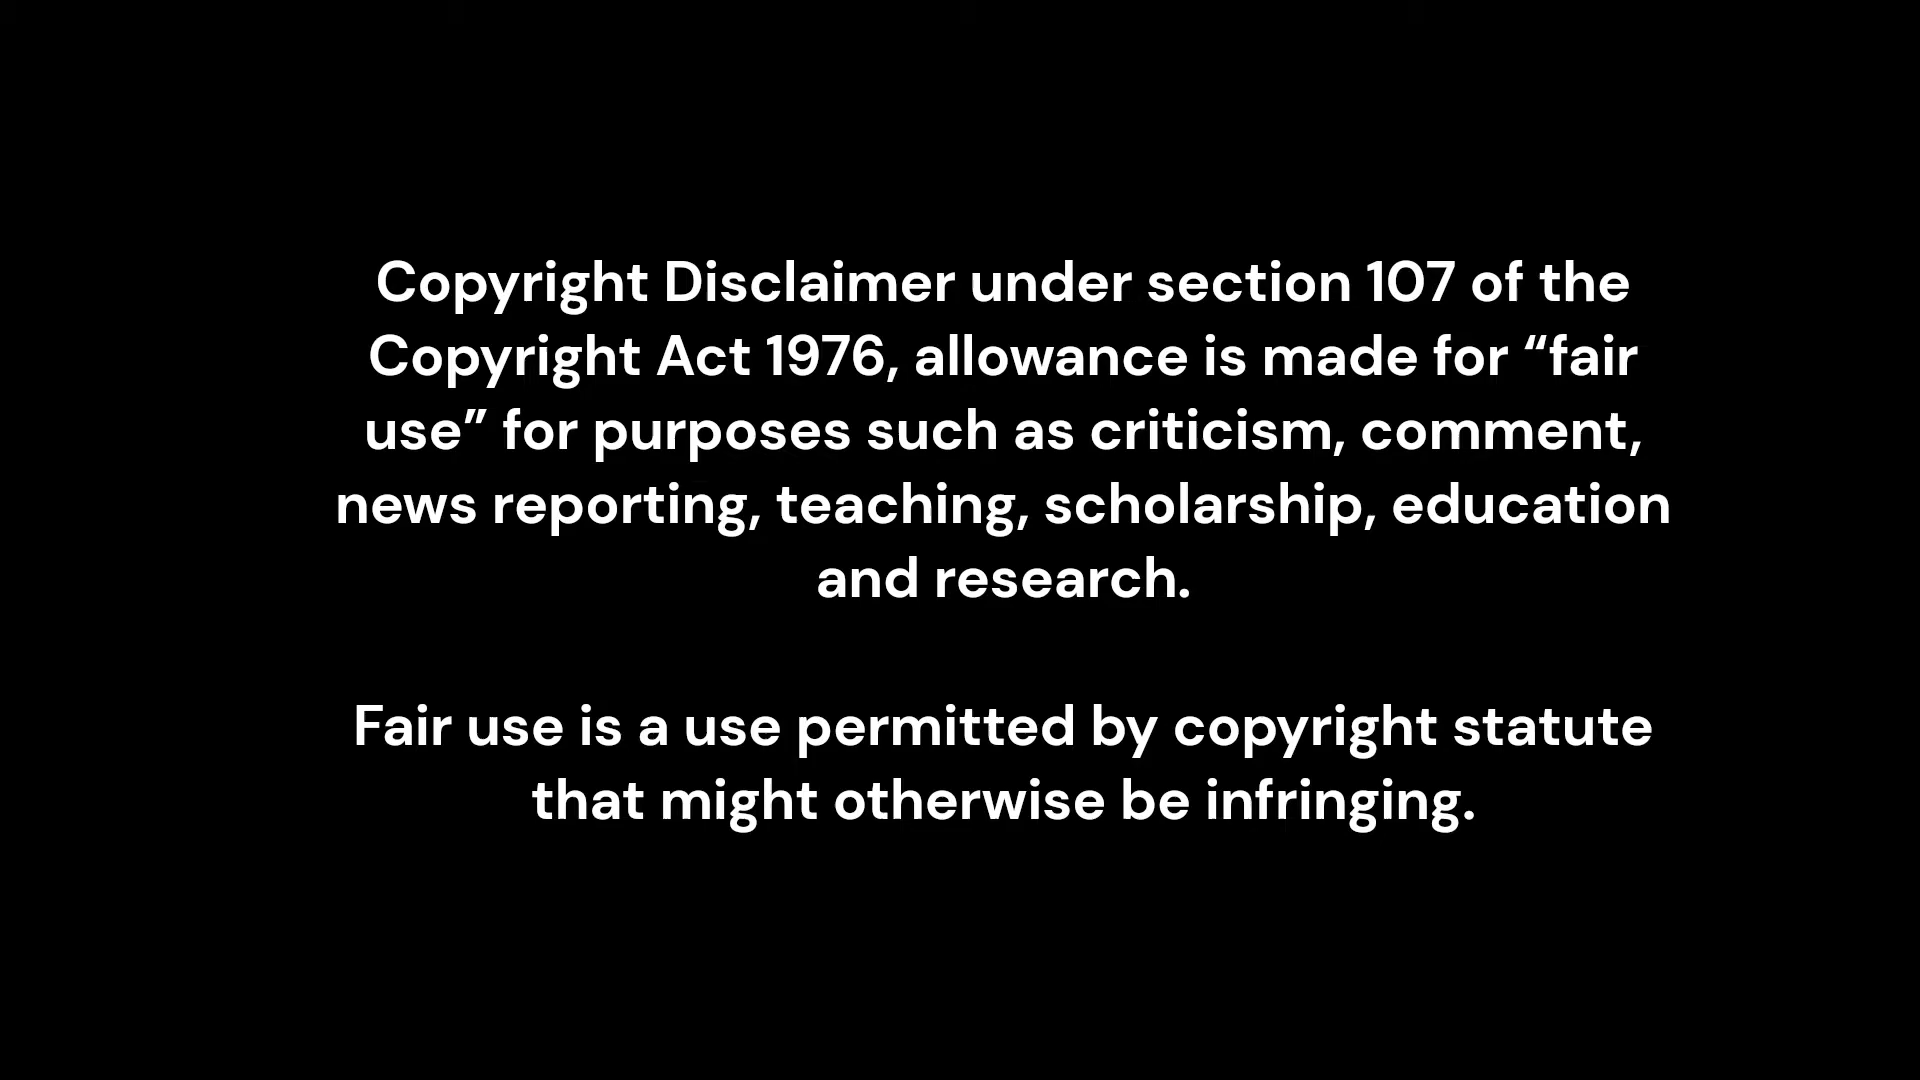 Copyright Disclaimer under section 107 of the
Copyright Act 1976, allowance is made for “fair
use” for purposes such as criticism, comment,
news reporting, teaching, scholarship, education
and research.
Fair use is a use permitted by copyright statute
that might otherwise be infringing.